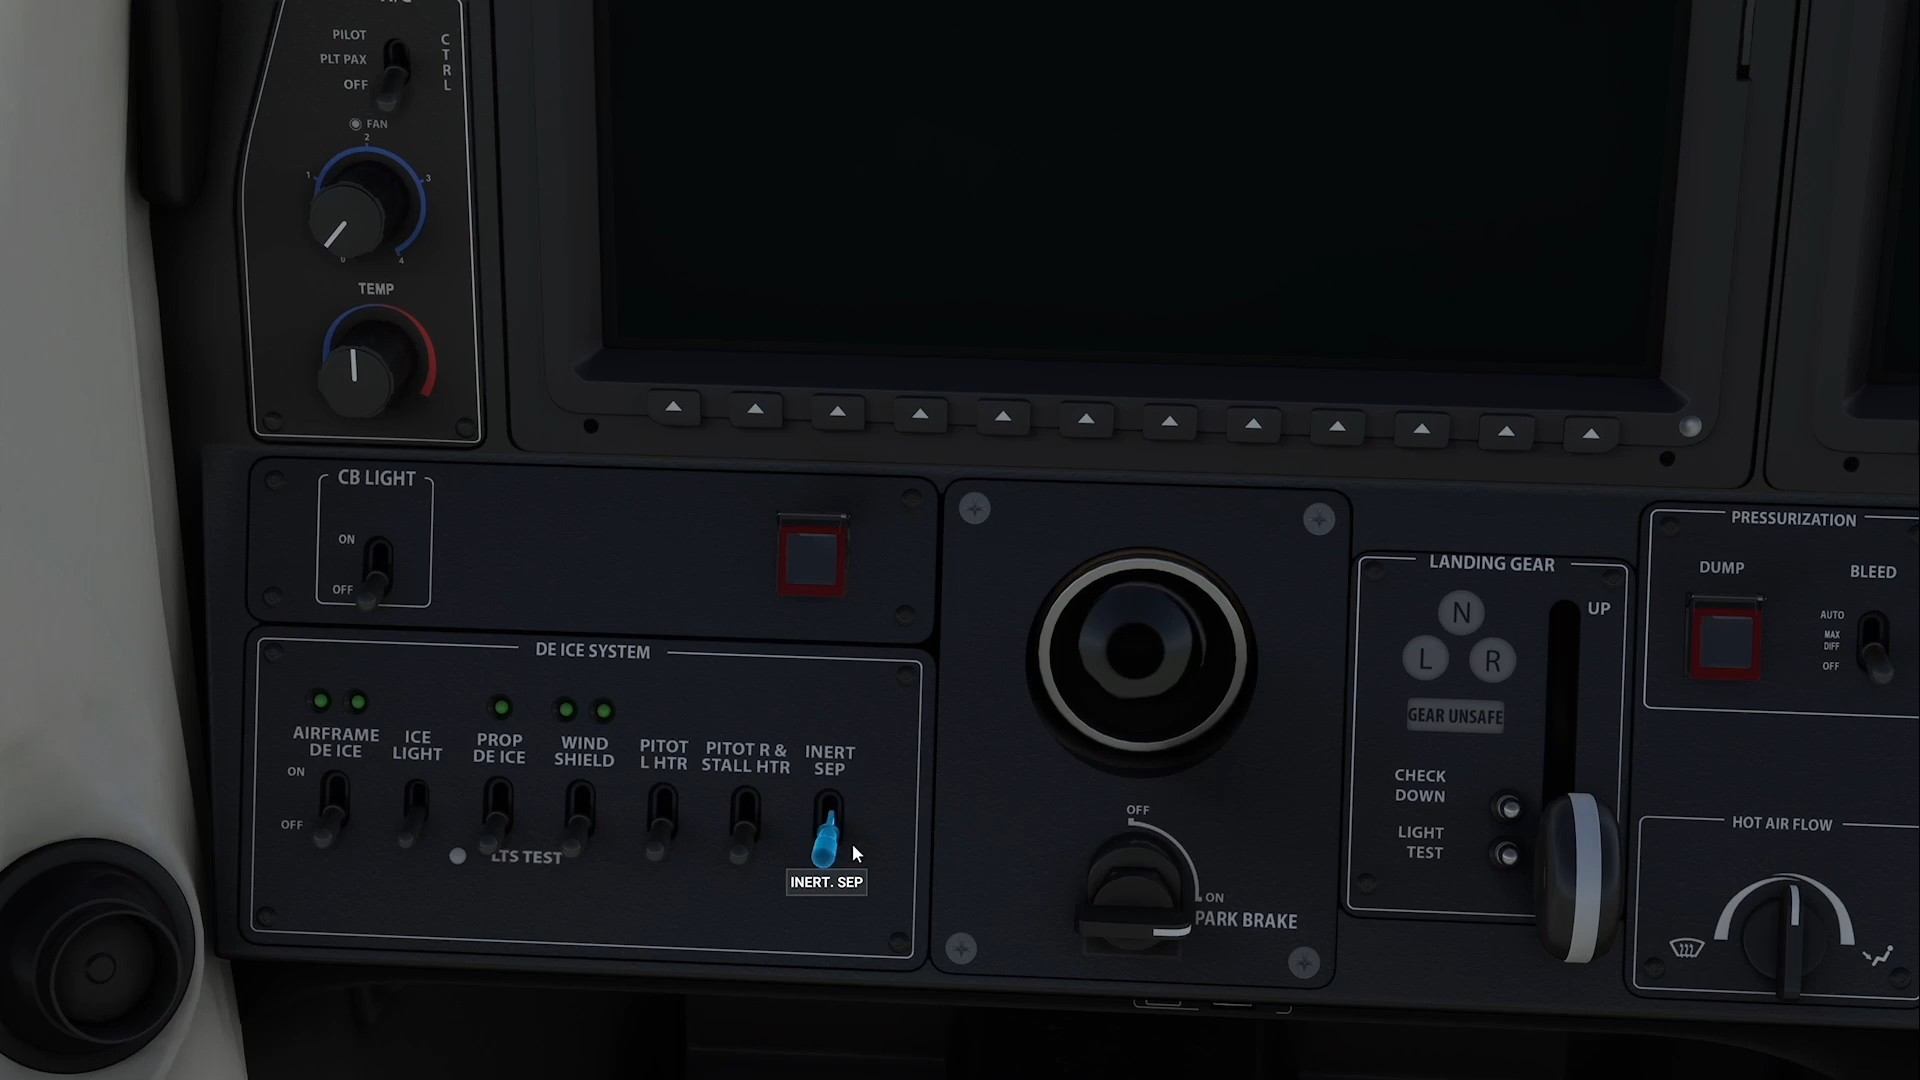 PILOT
PLT PAX
OFF
C
T
R
L
FAN
2
1
3
0
4
TEMP
CB LIGHT
ON
OFF
DE ICE SYSTEM
AIRFRAME
DE ICE
ICE
LIGHT
PROP
DE ICE
WIND
SHIELD
PITOT
L HTR
PITOT R &
STALL HTR
INERT
SEP
ON
OFF
LTS TEST
INERT. SEP
OFF
ON
PARK BRAKE
LANDING GEAR
UP
N
L
R
GEAR UNSAFE
CHECK
DOWN
LIGHT
TEST
PRESSURIZATION
DUMP
BLEED
AUTO
MAX
DIFF
OFF
HOT AIR FLOW